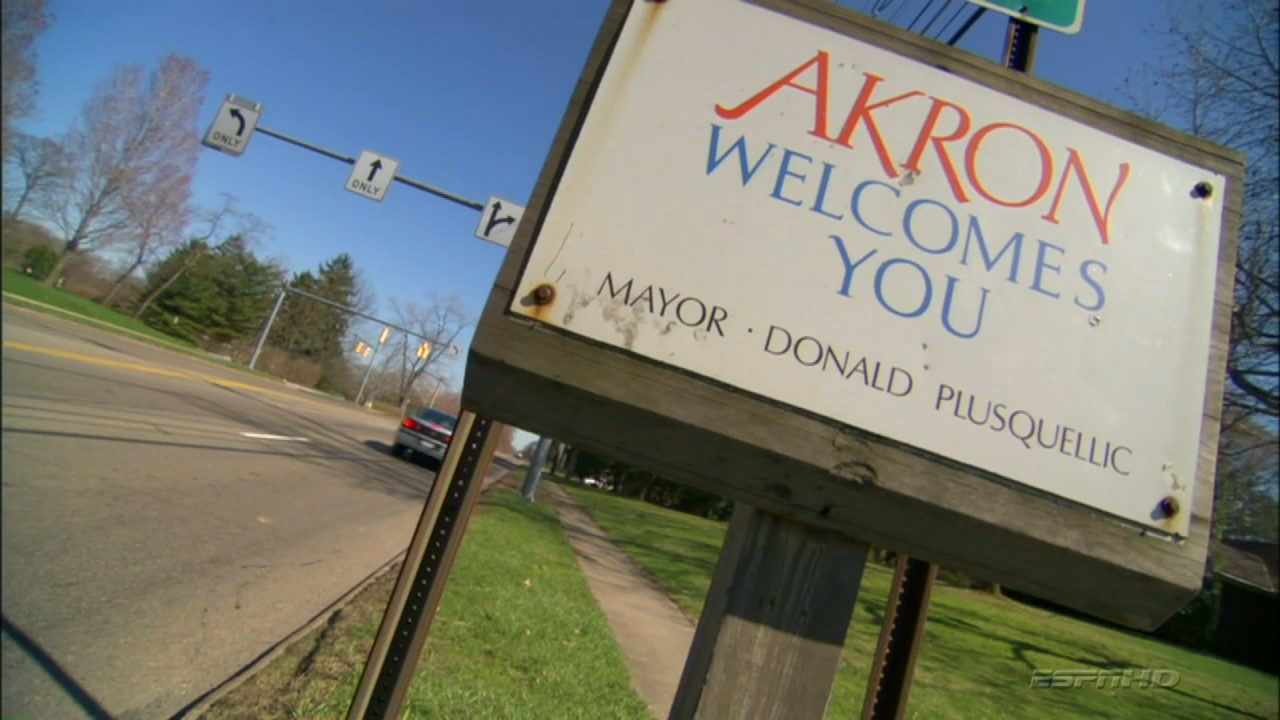 AKRON
WELCOMES
YOU
MAYOR · DONALD PLUSQUELLIC
ONLY
ONLY
ESPNHD